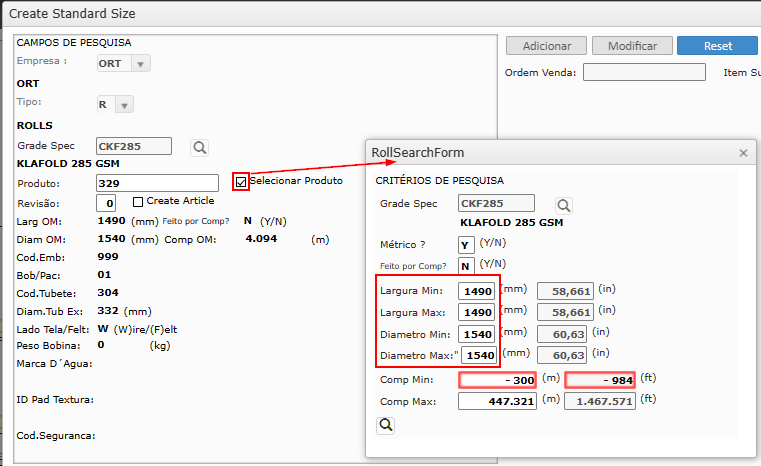 Create Standard Size
CAMPOS DE PESQUISA
Empresa : ORT
ORT
Tipo: R
ROLLS
Grade Spec CKF285
KLAFOLD 285 GSM
Produto: 329 Selecionar Produto
Revisão: 0 Create Article
Larg OM: 1490 (mm) Feito por Comp? N (Y/N)
Diam OM: 1540 (mm) Comp OM: 4.094 (m)
Cod.Emb: 999
Bob/Pac: 01
Cod.Tubete: 304
Diam.Tub Ex: 332 (mm)
Lado Tela/Felt: W (W)ire/(F)elt
Peso Bobina: 0 (kg)
Marca D´Agua:
ID Pad Textura:
Cod.Seguranca:
Adicionar Modificar Reset
Ordem Venda: Item Su
RollSearchForm ×
CRITÉRIOS DE PESQUISA
Grade Spec CKF285
KLAFOLD 285 GSM
Métrico ? Y (Y/N)
Feito por Comp? N (Y/N)
Largura Min: 1490 (mm) 58,661 (in)
Largura Max: 1490 (mm) 58,661 (in)
Diametro Min: 1540 (mm) 60,63 (in)
Diametro Max:" 1540 (mm) 60,63 (in)
Comp Min: - 300 (m) - 984 (ft)
Comp Max: 447.321 (m) 1.467.571 (ft)